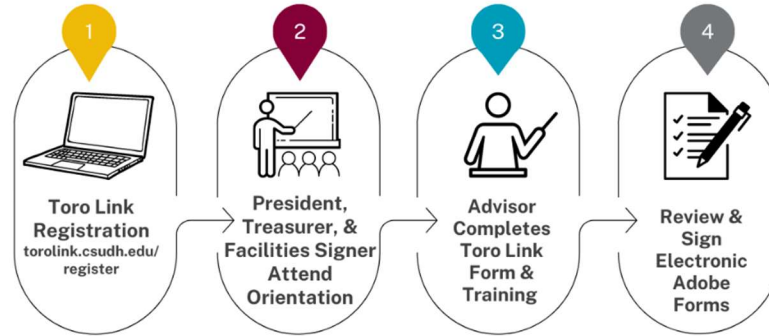 1
Toro Link
Registration
torolink.csudh.edu/
register
2
President,
Treasurer, &
Facilities Signer
Attend
Orientation
3
Advisor
Completes
Toro Link
Form &
Training
4
Review &
Sign
Electronic
Adobe
Forms